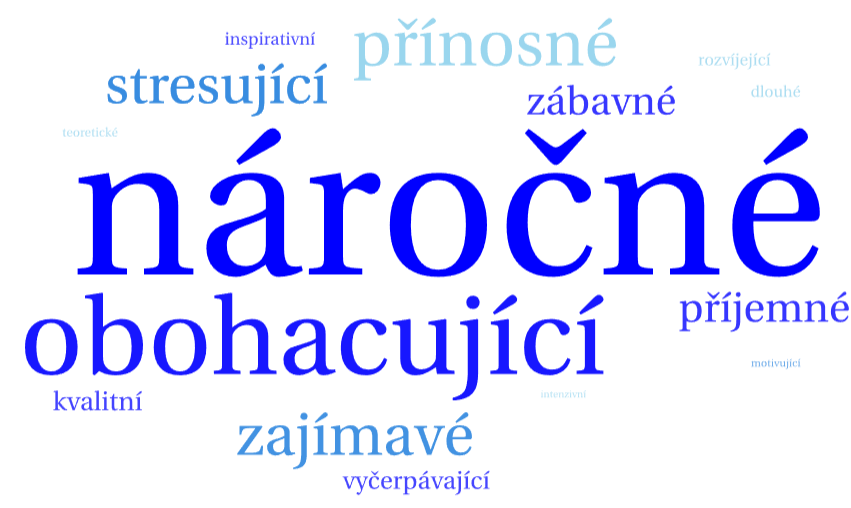 přínosné
inspirativní
rozvíjející
stresující
dlouhé
zábavné
teoretické
náročné
obohacující
příjemné
motivující
intenzivní
kvalitní
zajímavé
vyčerpávající